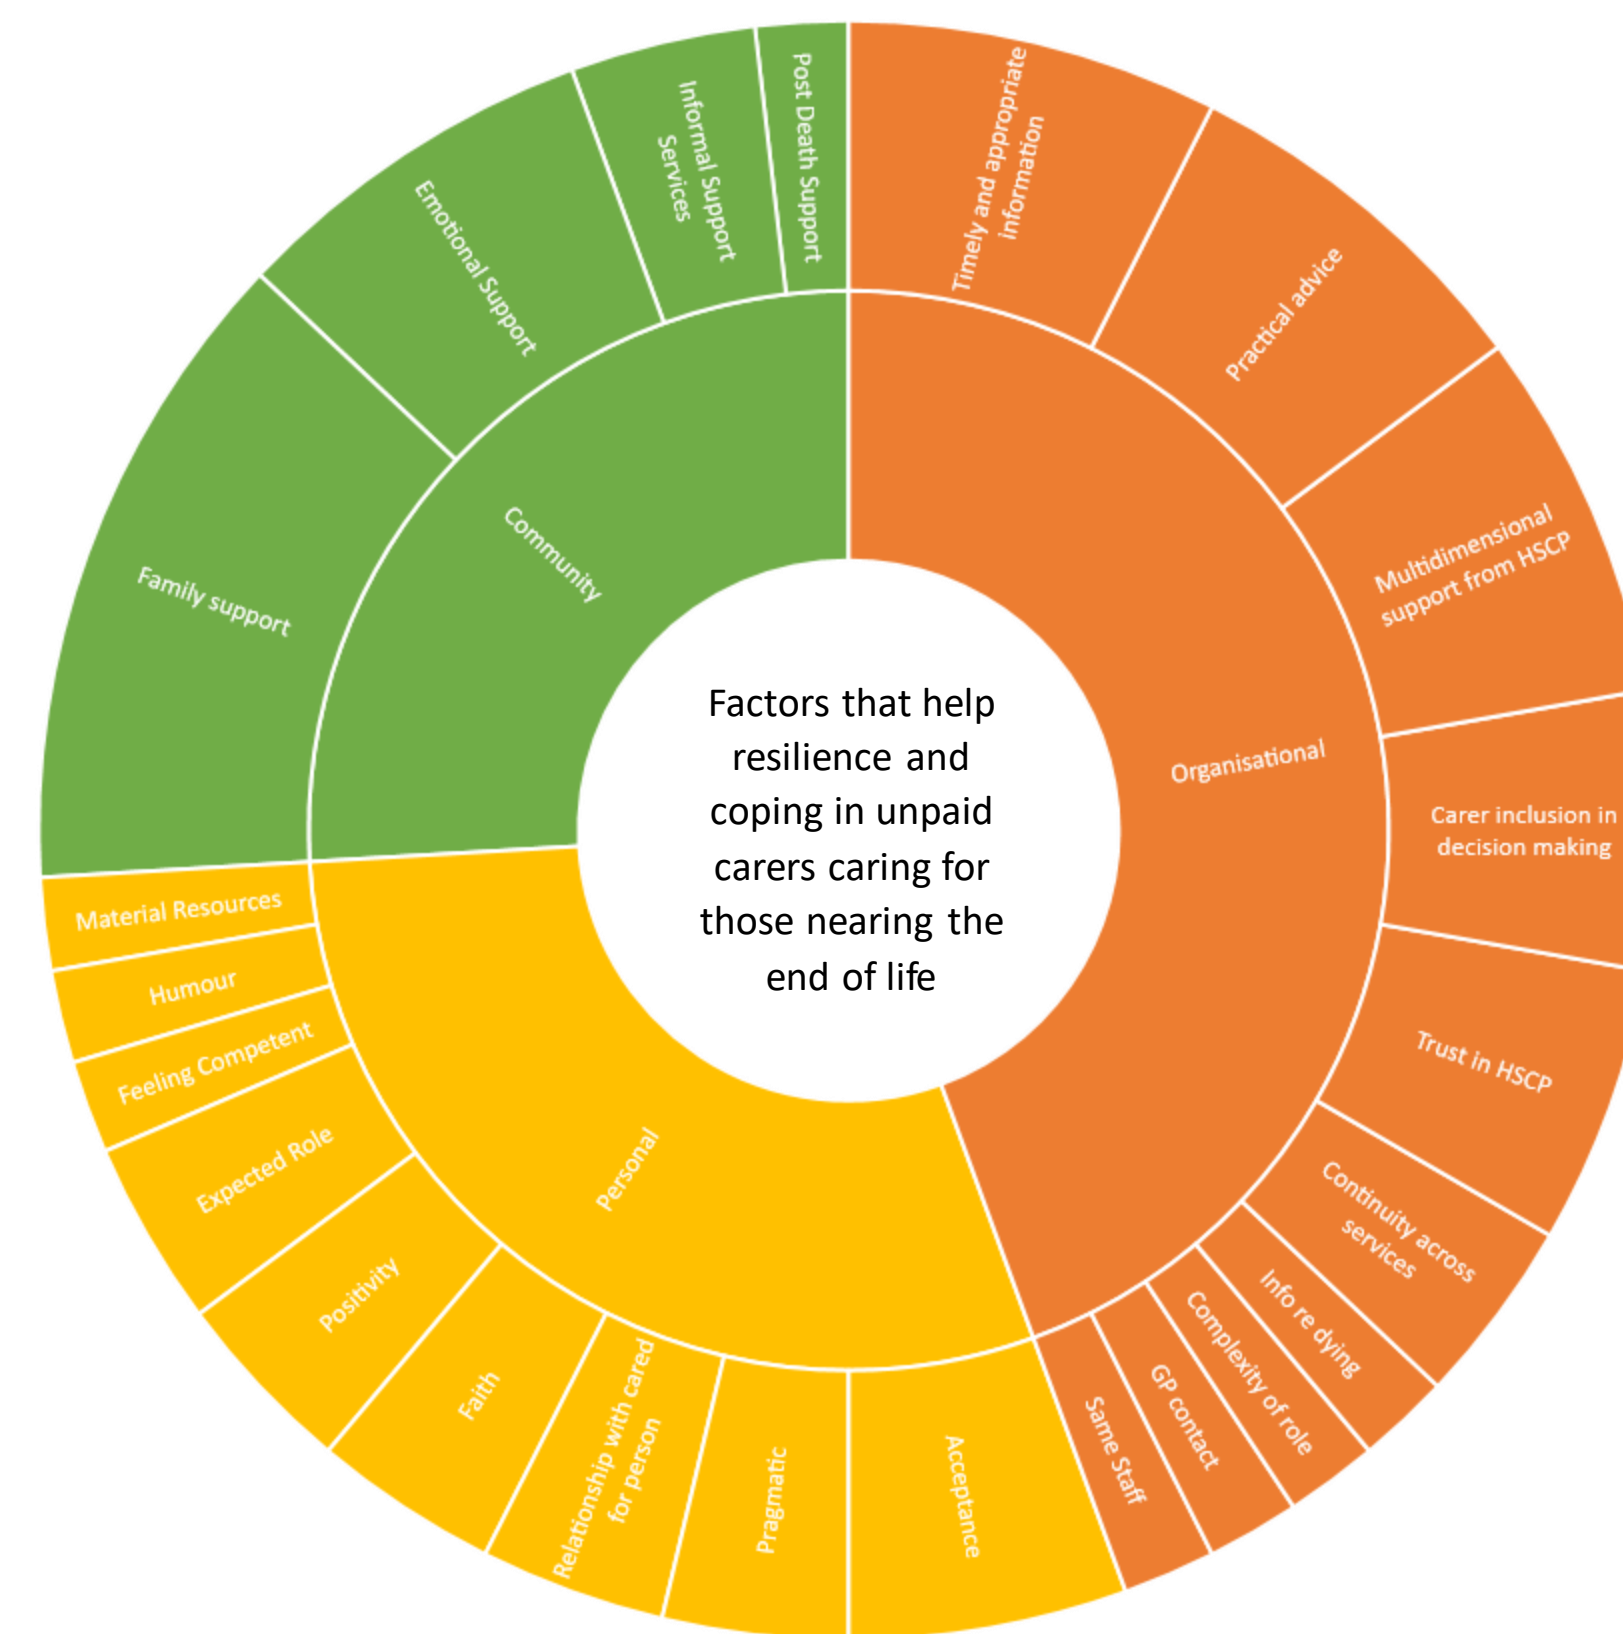 Factors that help
resilience and
coping in unpaid
carers caring for
those nearing the
end of life
Organisational
Timely and appropriate
information
Practical advice
Multidimensional
support from HSCP
Carer inclusion in
decision making
Trust in HSCP
Continuity across
services
Info re dying
Complexity of role
GP contact
Same Staff
Personal
Acceptance
Pragmatic
Relationship with cared
for person
Faith
Positivity
Expected Role
Feeling Competent
Humour
Material Resources
Community
Family support
Emotional Support
Informal Support
Services
Post Death Support